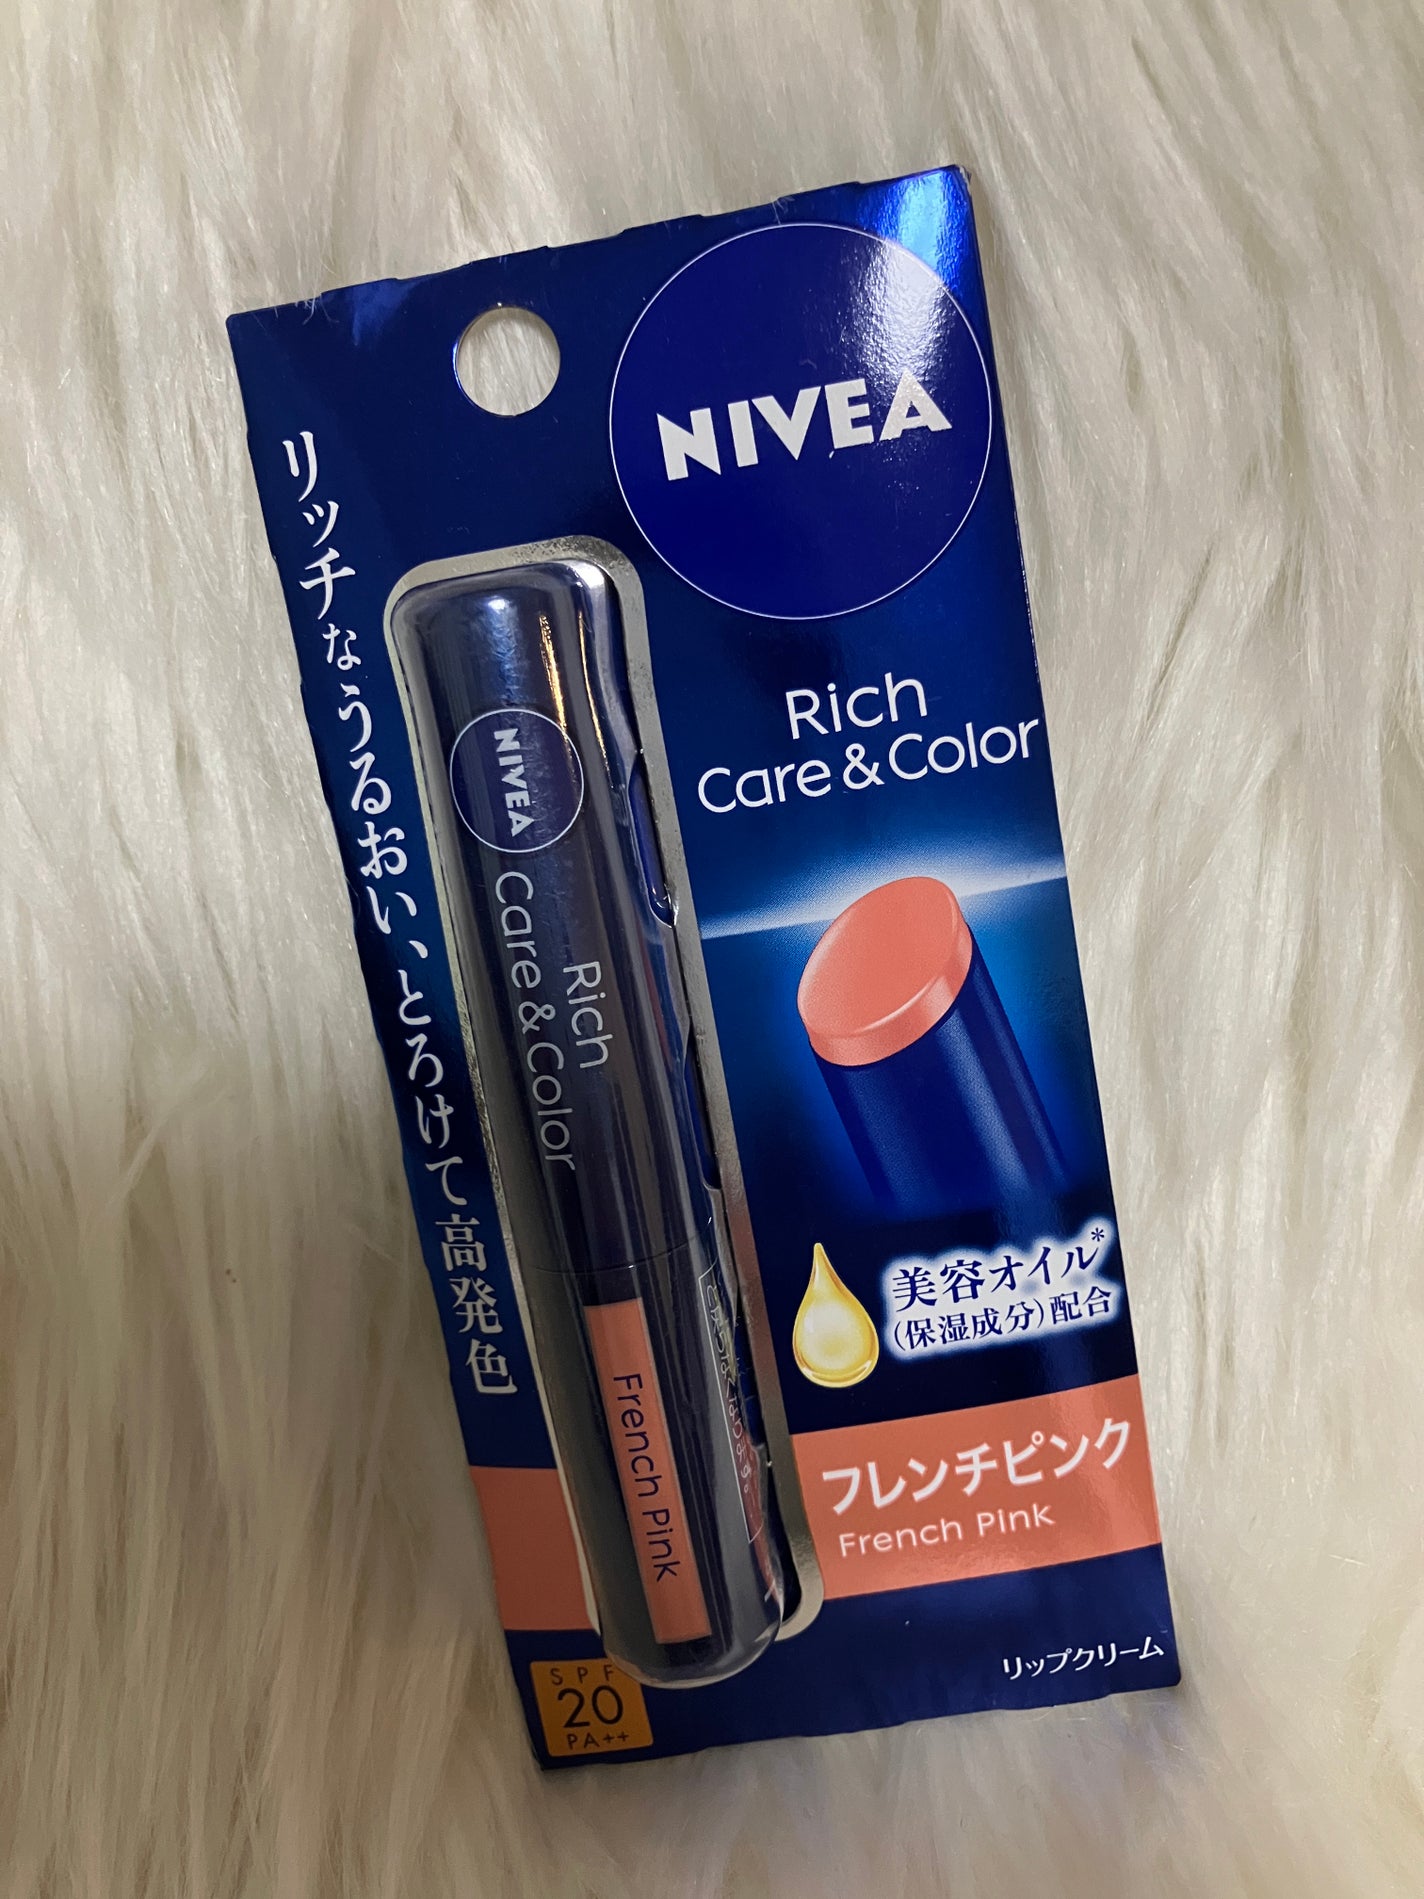 NIVEA
リッチなうるおい、とろけて高発色
Rich
Care & Color
NIVEA
Rich
Care & Color
French Pink
美容オイル*
(保湿成分)配合
フレンチピンク
French Pink
SPF
20
PA++
リップクリーム